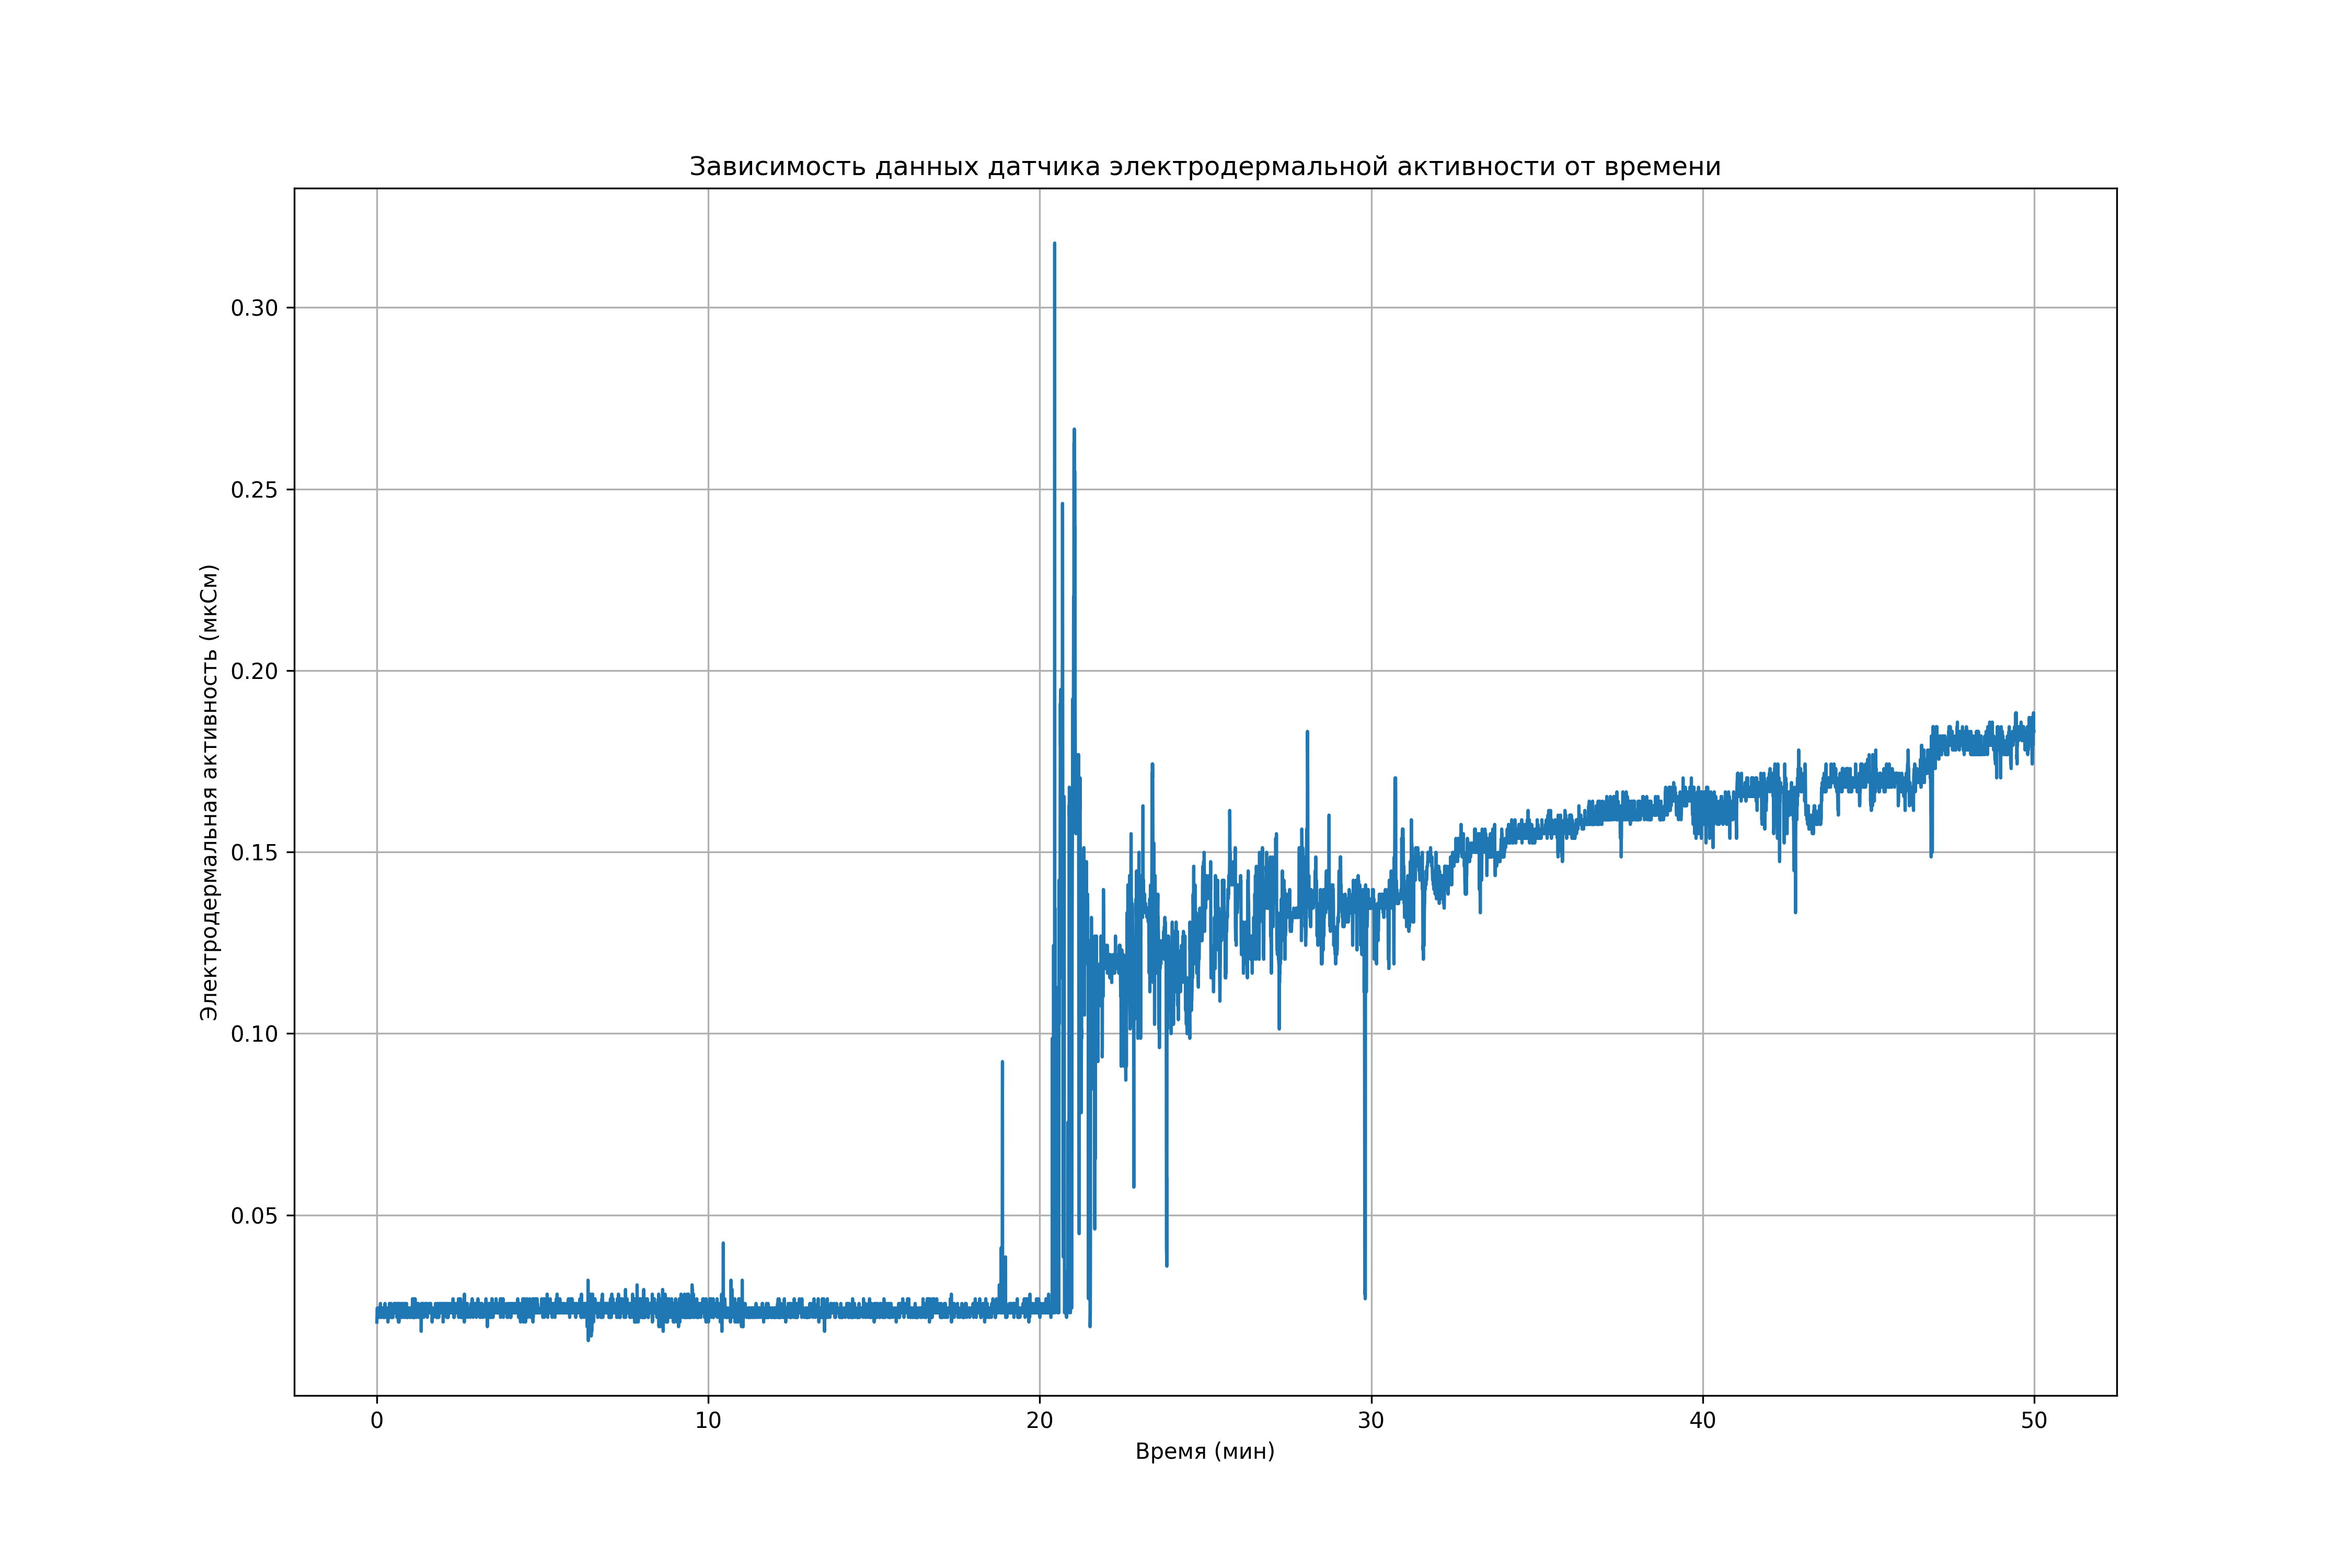 Зависимость данных датчика электродермальной активности от времени
Электродермальная активность (мкСм)
0.30
0.25
0.20
0.15
0.10
0.05
0 10 20 30 40 50
Время (мин)